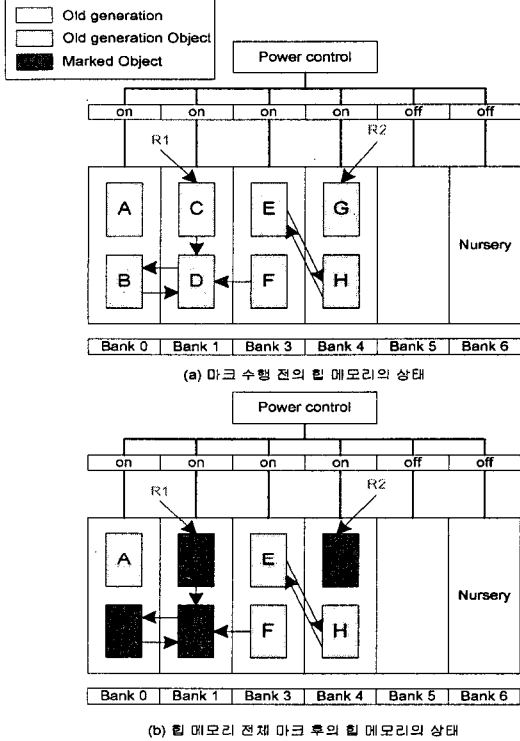 Old generation
Old generation Object
Marked Object
Power control
on on on on off off
R1 R2
A C E G
Nursery
B D F H
Bank 0 Bank 1 Bank 3 Bank 4 Bank 5 Bank 6
(a) 마크 수행 전의 힙 메모리의 상태
Power control
on on on on off off
R1 R2
A E
Nursery
F H
Bank 0 Bank 1 Bank 3 Bank 4 Bank 5 Bank 6
(b) 힙 메모리 전체 마크 후의 힙 메모리의 상태